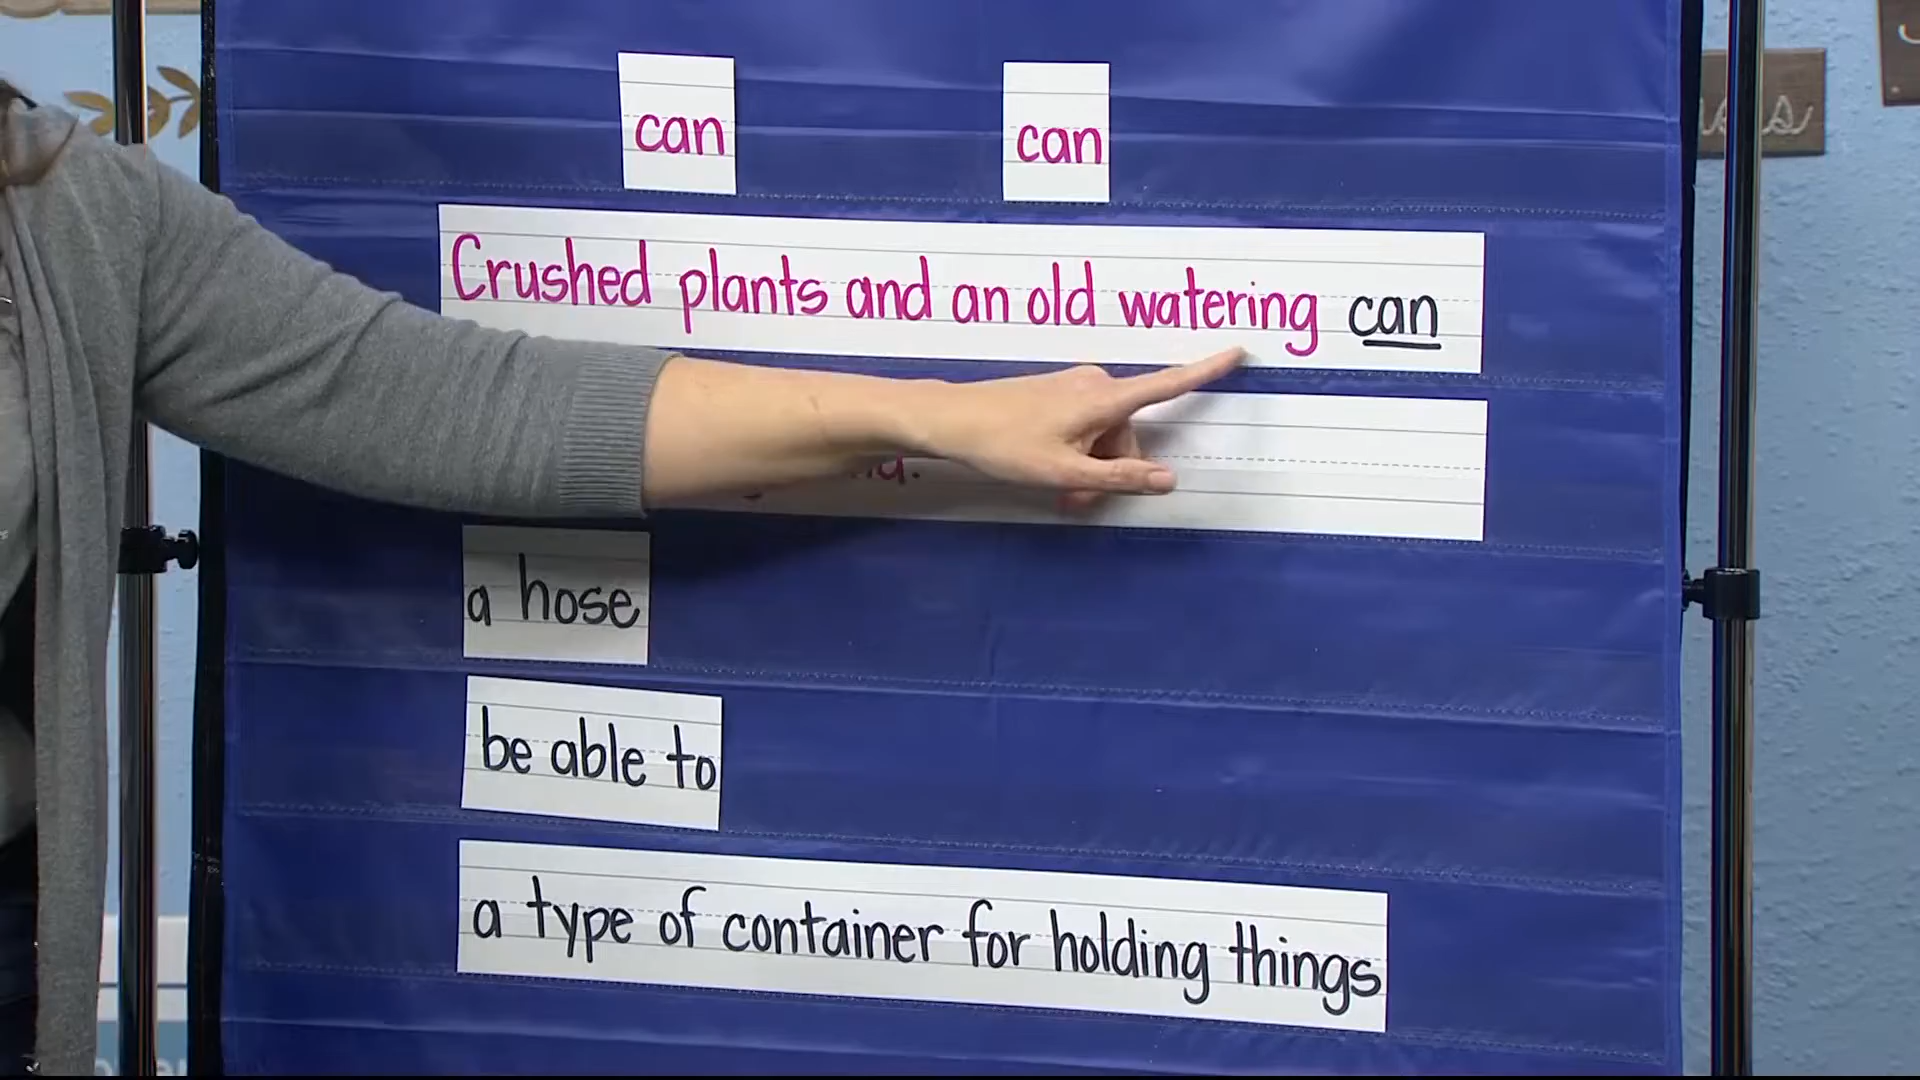 can can
Crushed plants and an old watering can
a hose
be able to
a type of container for holding things